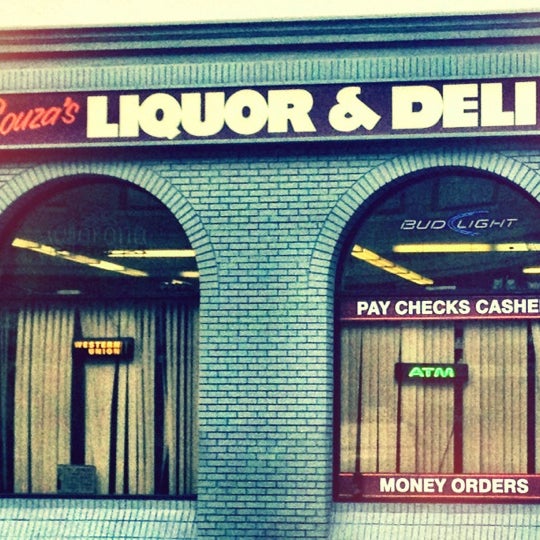 LIQUOR & DELI
BUD LIGHT
PAY CHECKS CASHE
WESTERN
UNION
ATM
MONEY ORDERS